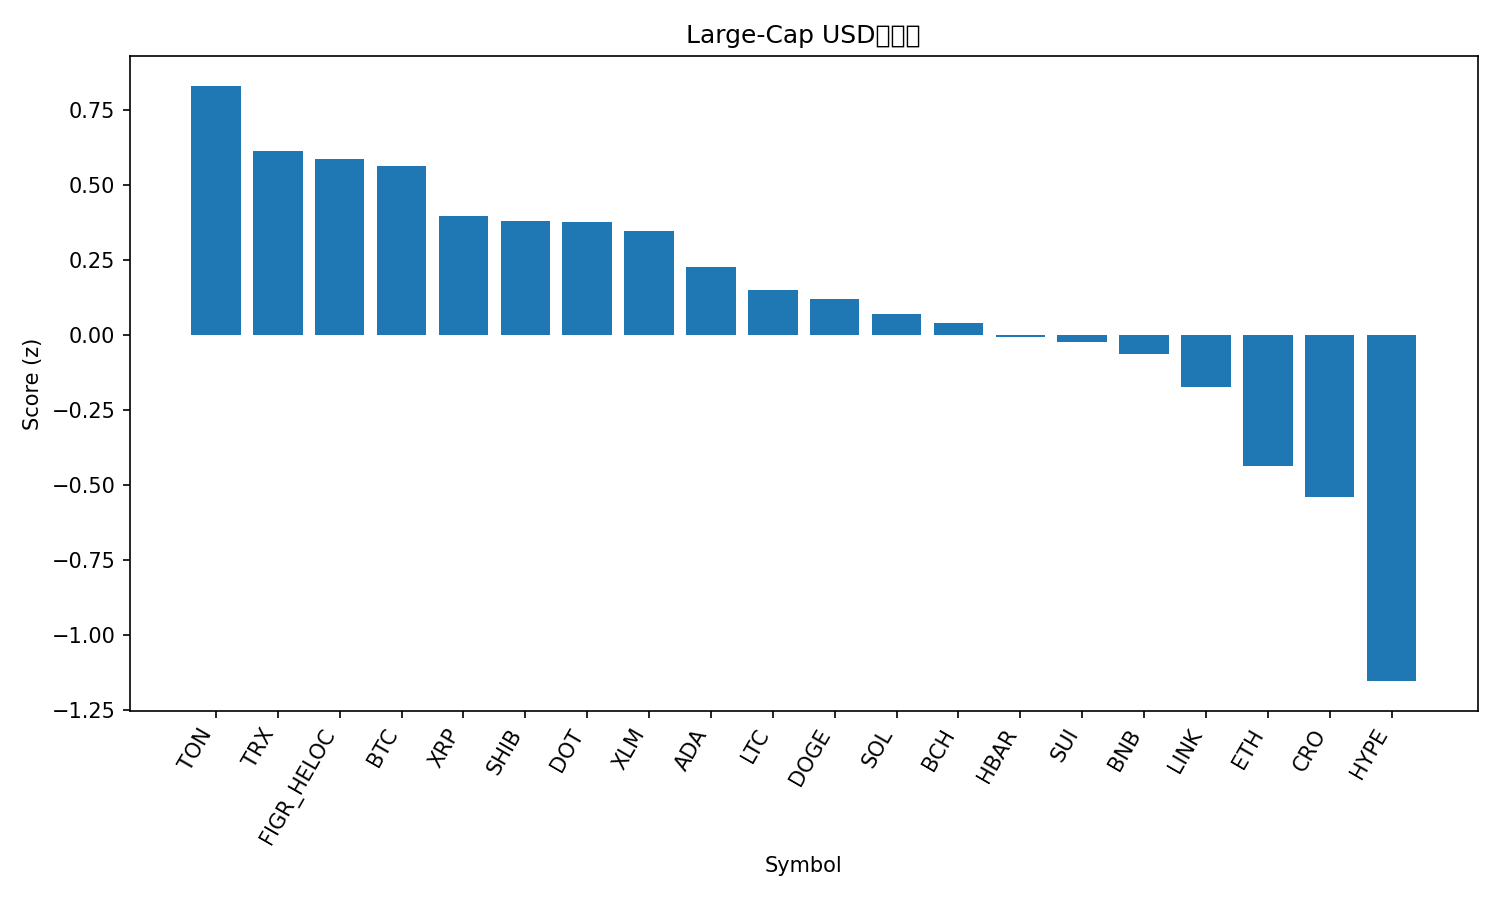 Large-Cap USD
0.75
0.50
0.25
0.00
−0.25
−0.50
−0.75
−1.00
−1.25
Score (z)
TON
TRX
FIGR_HELOC
BTC
XRP
SHIB
DOT
XLM
ADA
LTC
DOGE
SOL
BCH
HBAR
SUI
BNB
LINK
ETH
CRO
HYPE
Symbol